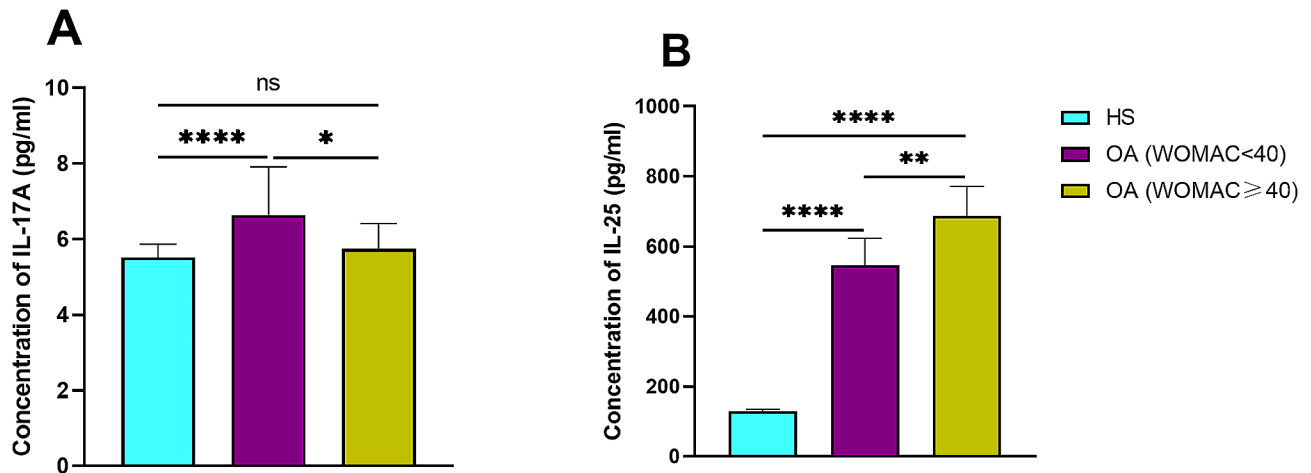 A
Concentration of IL-17A (pg/ml)
10
8
6
4
2
0
ns
****
*
B
Concentration of IL-25 (pg/ml)
1000
800
600
400
200
0
****
**
****
HS
OA (WOMAC<40)
OA (WOMAC≥40)